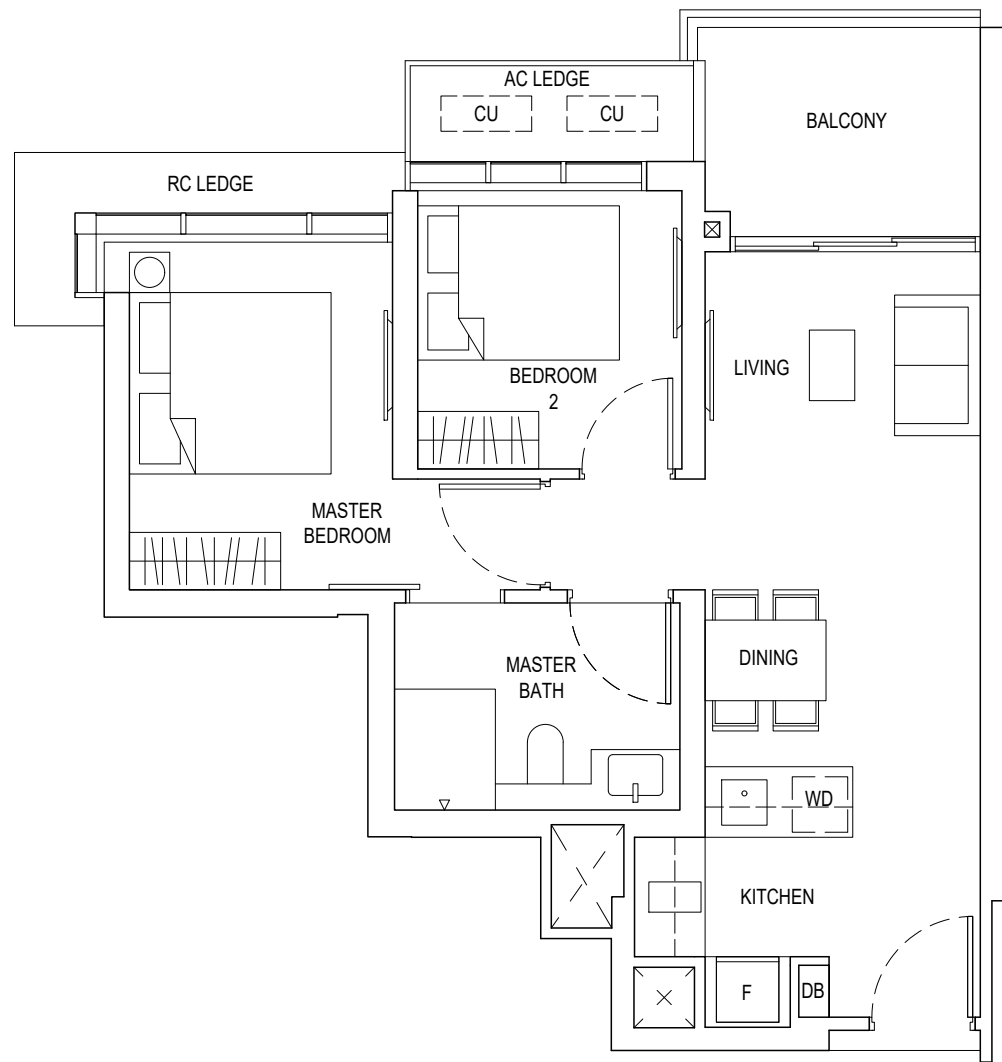 AC LEDGE
CU
CU
BALCONY
RC LEDGE
BEDROOM
2
LIVING
MASTER
BEDROOM
MASTER
BATH
DINING
WD
KITCHEN
F
DB